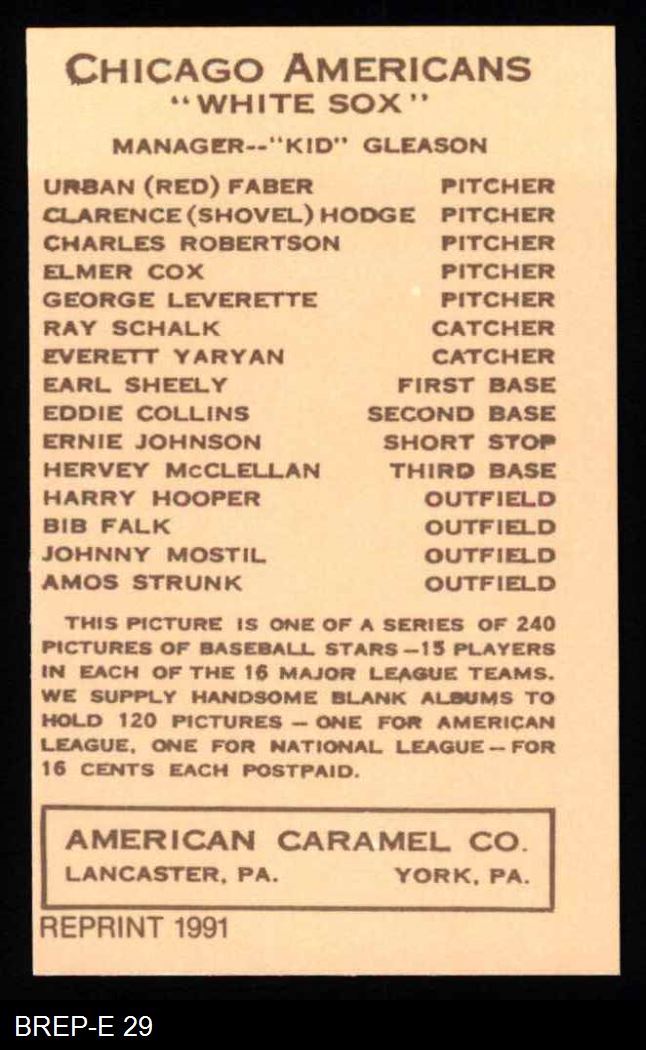 CHICAGO AMERICANS
"WHITE SOX"
MANAGER--"KID" GLEASON
URBAN (RED) FABER PITCHER
CLARENCE (SHOVEL) HODGE PITCHER
CHARLES ROBERTSON PITCHER
ELMER COX PITCHER
GEORGE LEVERETTE PITCHER
RAY SCHALK CATCHER
EVERETT YARYAN CATCHER
EARL SHEELY FIRST BASE
EDDIE COLLINS SECOND BASE
ERNIE JOHNSON SHORT STOP
HERVEY McCLELLAN THIRD BASE
HARRY HOOPER OUTFIELD
BIB FALK OUTFIELD
JOHNNY MOSTIL OUTFIELD
AMOS STRUNK OUTFIELD
THIS PICTURE IS ONE OF A SERIES OF 240
PICTURES OF BASEBALL STARS—15 PLAYERS
IN EACH OF THE 16 MAJOR LEAGUE TEAMS.
WE SUPPLY HANDSOME BLANK ALBUMS TO
HOLD 120 PICTURES — ONE FOR AMERICAN
LEAGUE, ONE FOR NATIONAL LEAGUE—FOR
16 CENTS EACH POSTPAID.
AMERICAN CARAMEL CO.
LANCASTER, PA. YORK, PA.
REPRINT 1991
BREP-E 29